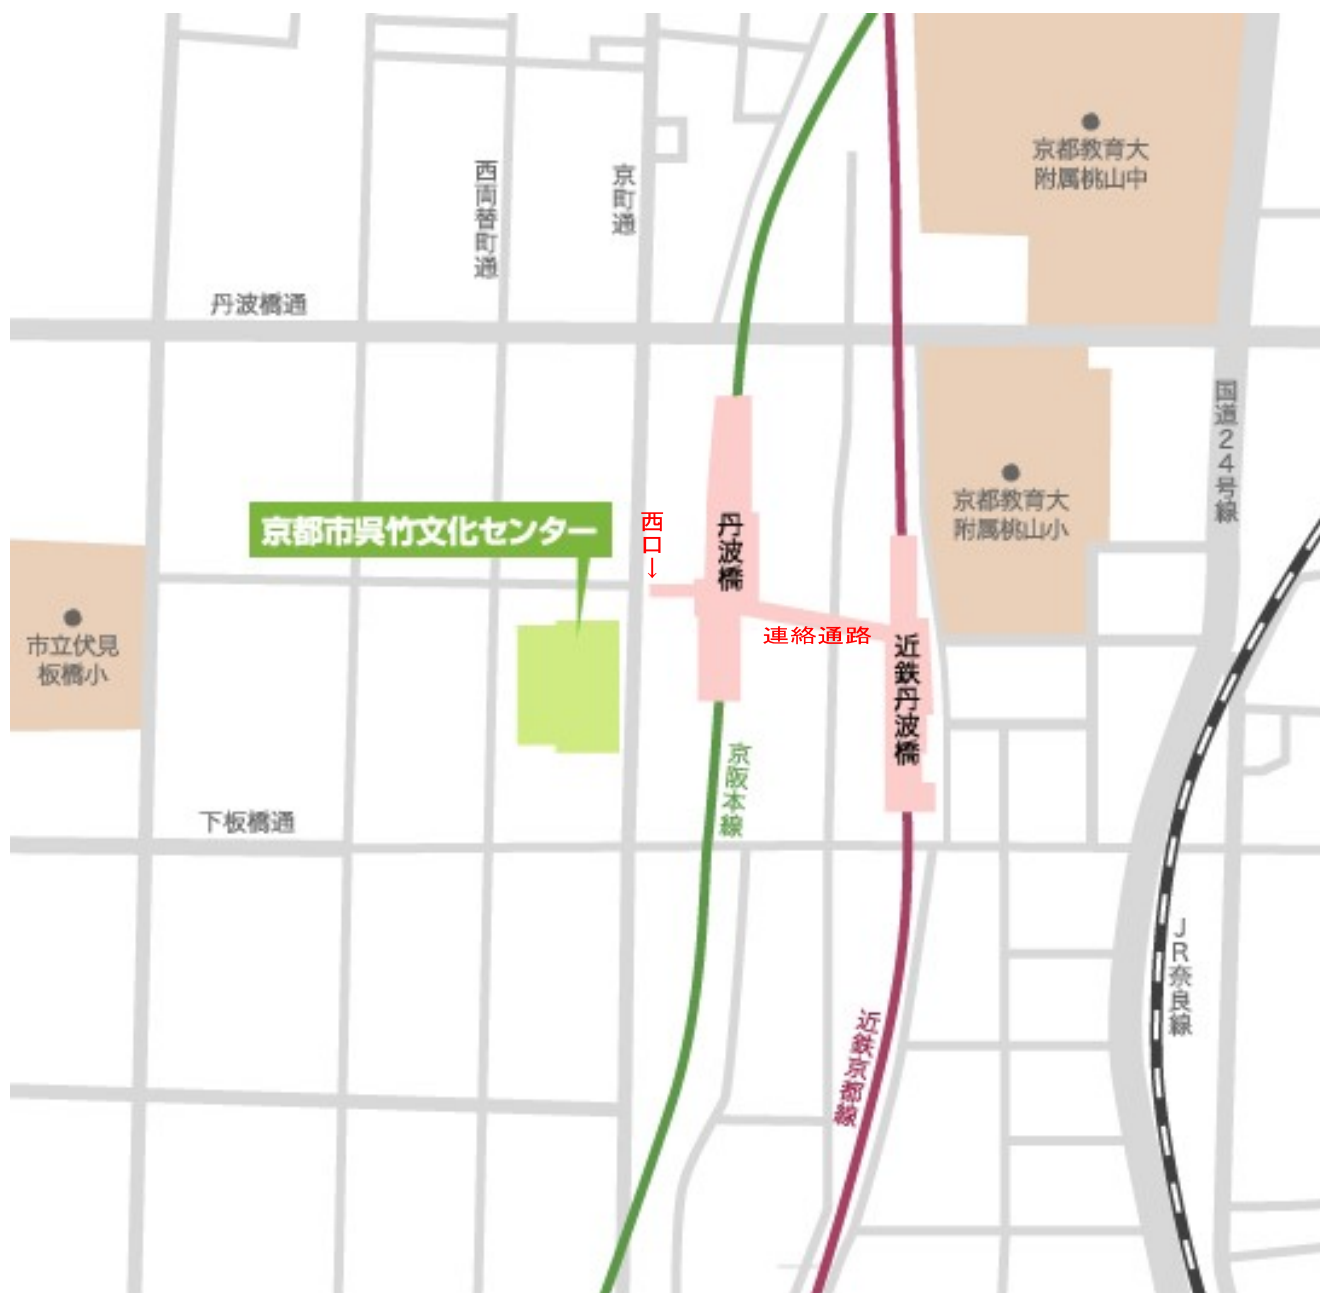 京都教育大
附属桃山中
西両替町通
京町通
丹波橋通
国道24号線
京都教育大
附属桃山小
京都市呉竹文化センター
西口↓
丹波橋
市立伏見
板橋小
連絡通路
近鉄丹波橋
京阪本線
下板橋通
JR奈良線
近鉄京都線